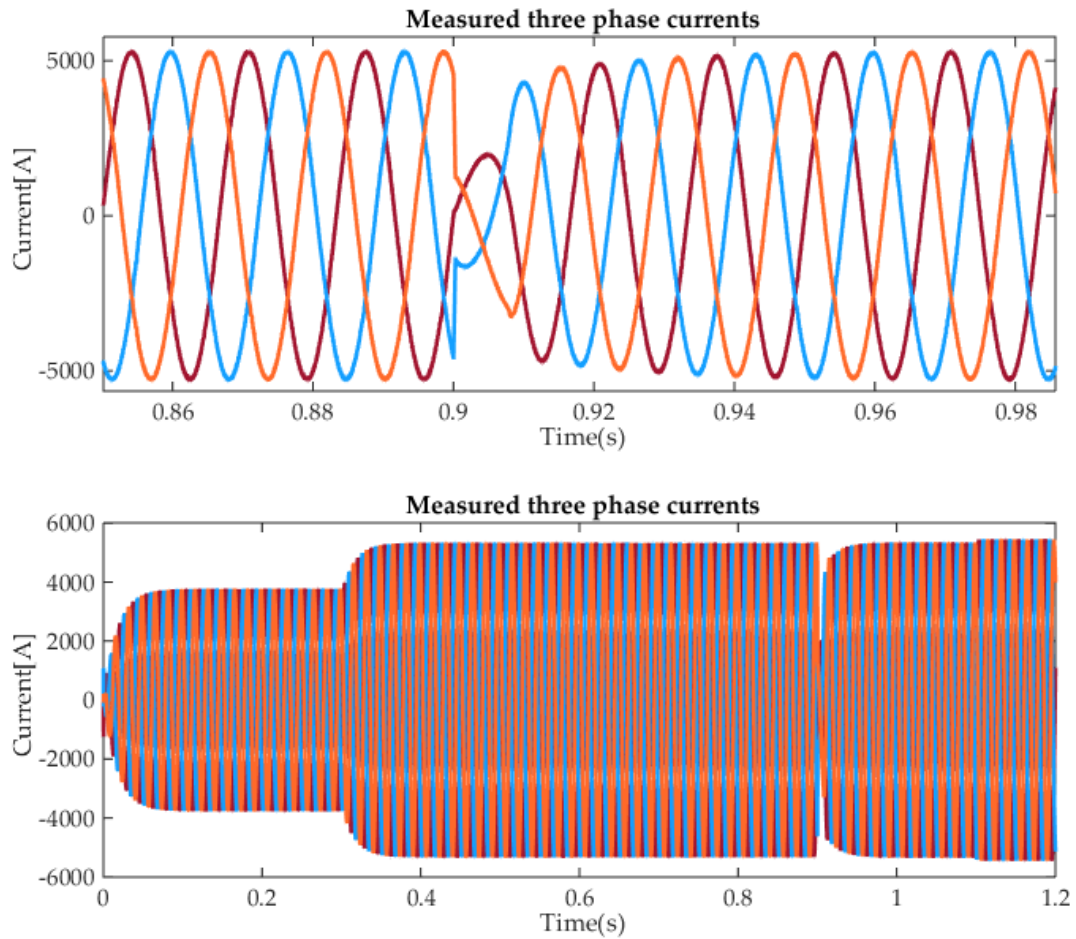 Measured three phase currents
5000
0
-5000
Current[A]
0.86 0.88 0.9 0.92 0.94 0.96 0.98
Time(s)
Measured three phase currents
6000
4000
2000
0
-2000
-4000
-6000
Current[A]
0 0.2 0.4 0.6 0.8 1 1.2
Time(s)